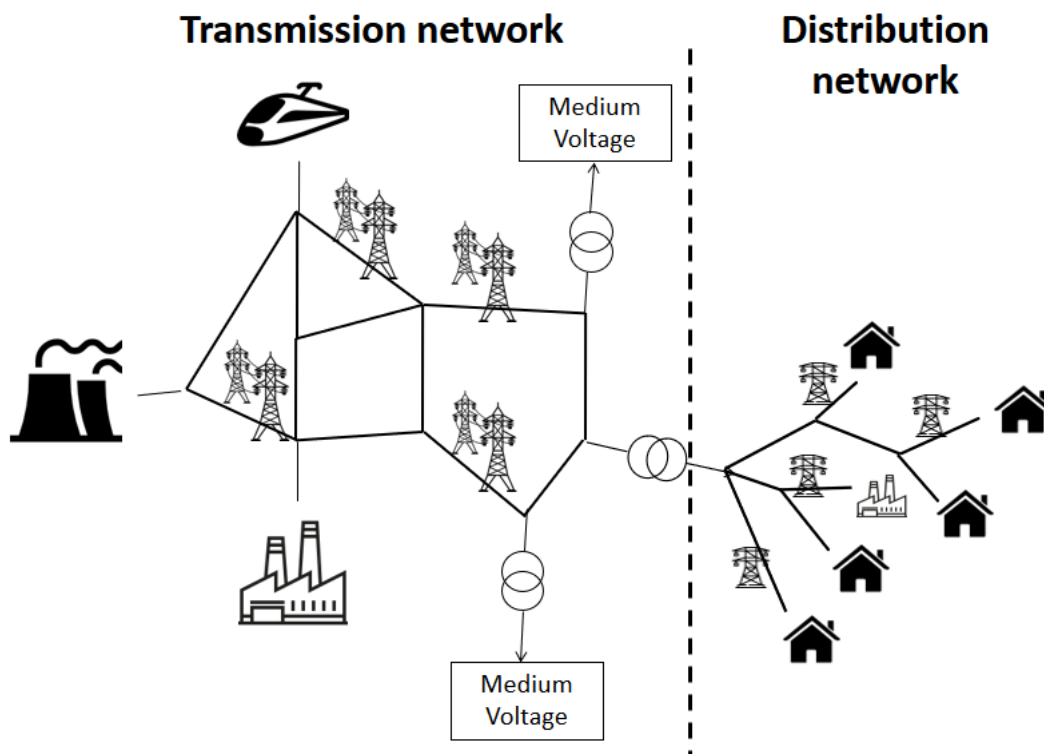 Transmission network
Distribution
network
Medium
Voltage
Medium
Voltage